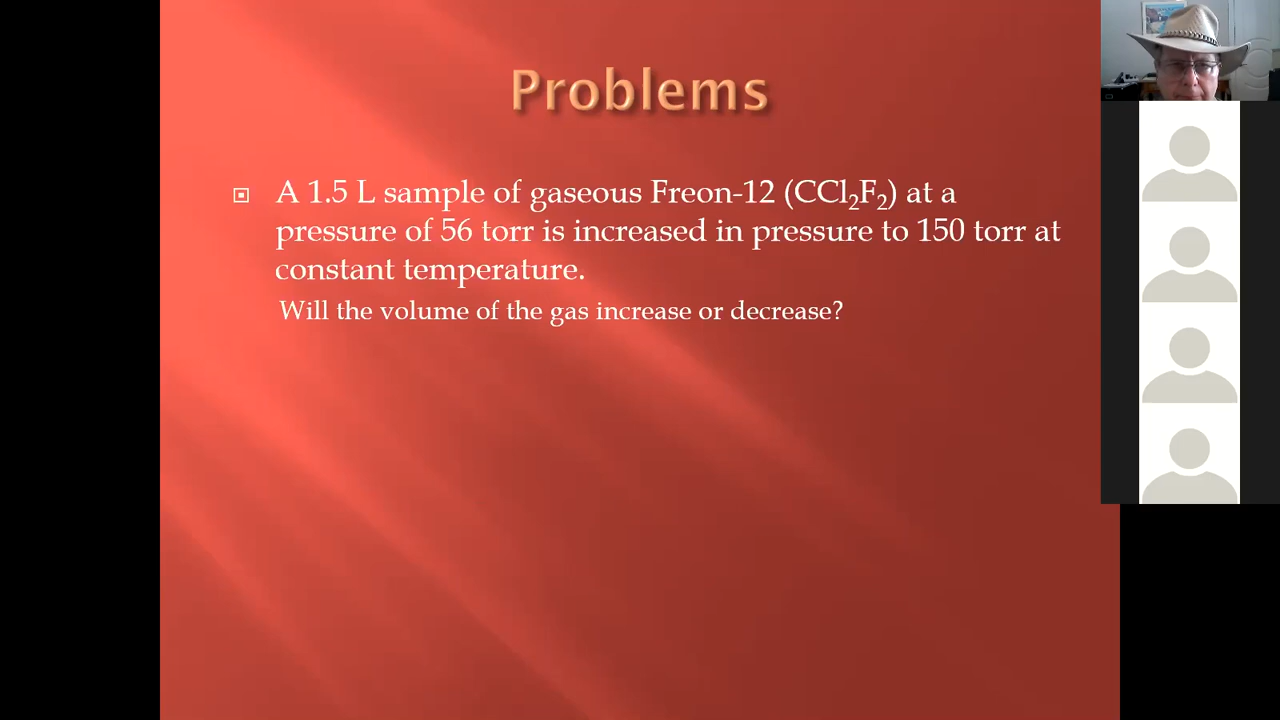 Problems
A 1.5 L sample of gaseous Freon-12 (CCl₂F₂) at a
pressure of 56 torr is increased in pressure to 150 torr at
constant temperature.
Will the volume of the gas increase or decrease?